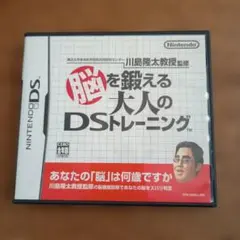 川島隆太教授監修
Nintendo
脳を鍛える
大人の
DSトレーニング
TM
NINTENDO DS
あなたの「脳」は何歳ですか